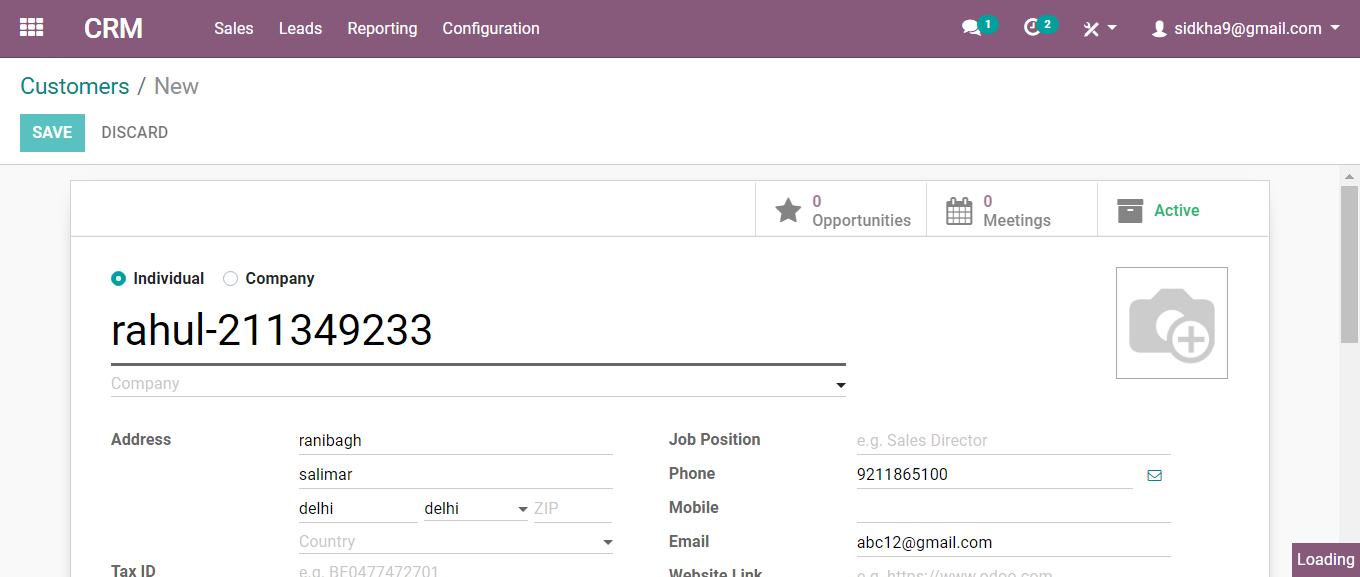 CRM Sales Leads Reporting Configuration 1 2 sidkha9@gmail.com
Customers / New
SAVE DISCARD
0 Opportunities
0 Meetings
Active
Individual Company
rahul-211349233
Company
Address ranibagh
salimar
delhi delhi ZIP
Country
Tax ID e.g. BE0477472701
Job Position e.g. Sales Director
Phone 9211865100
Mobile
Email abc12@gmail.com
Website Link e.g. https://www.odoo.com
Loading